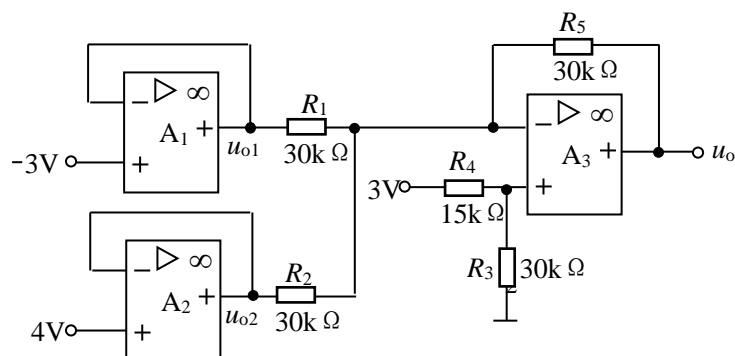 R5
30kΩ
− ▷ ∞
A1 +
uo1
R1
30kΩ
−3V
+
− ▷ ∞
A3 +
uo
R4
3V
15kΩ
+
− ▷ ∞
A2 +
uo2
R2
30kΩ
R3
30kΩ
4V
+